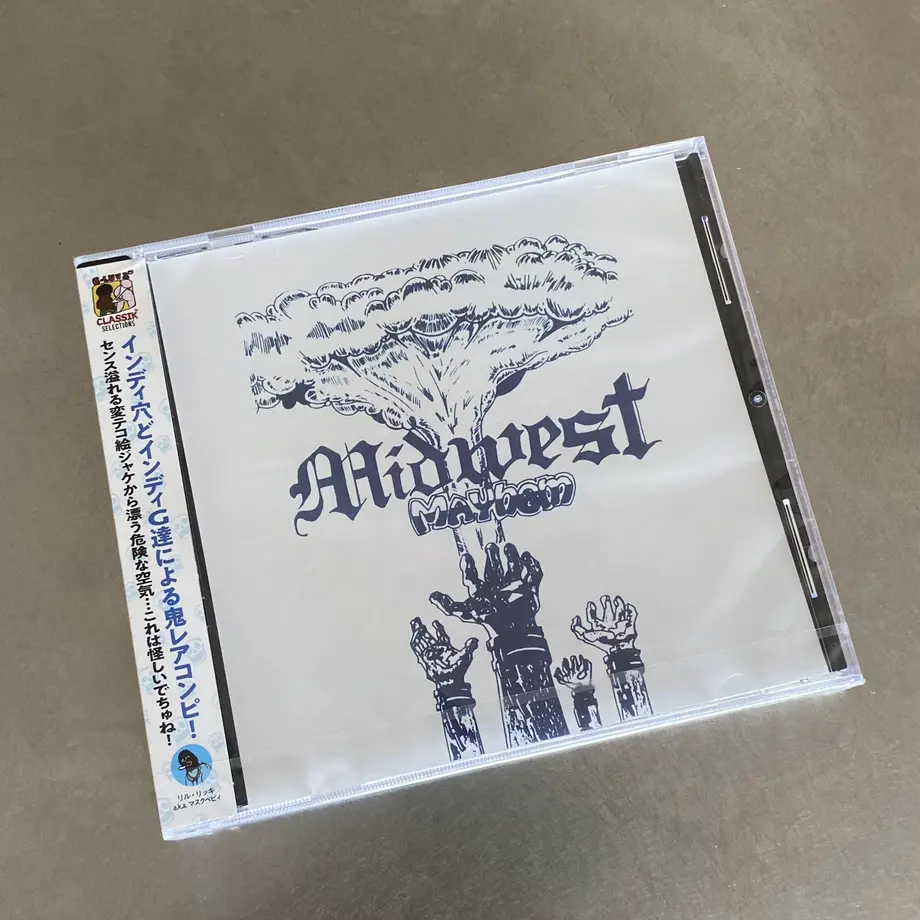 CLASSIK
SELECTIONS
インディ穴どインディG達による鬼レアコンピ!
センス溢れる変テコ絵ジャケから漂う危険な空気…これは怪しいでちゅね!
リル・リッキ
a.k.a. マスクベビィ
Midwest
MAYhem